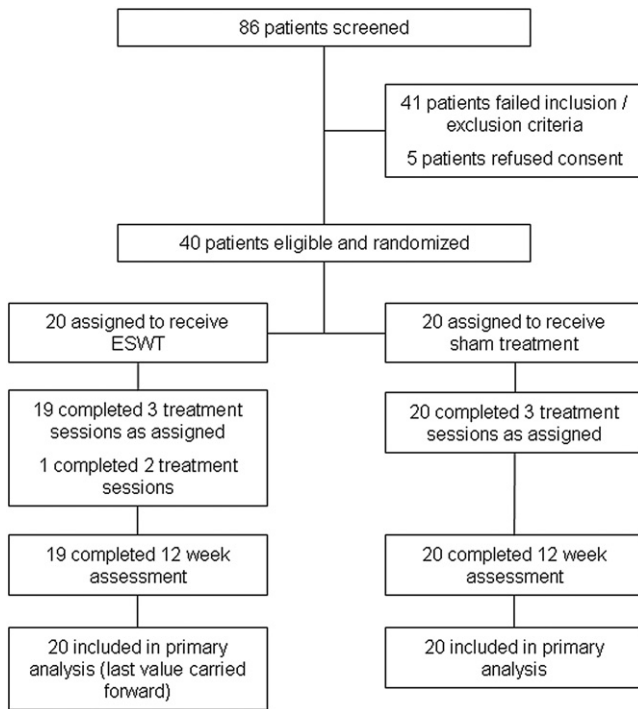 86 patients screened
41 patients failed inclusion /
exclusion criteria
5 patients refused consent
40 patients eligible and randomized
20 assigned to receive
ESWT
20 assigned to receive
sham treatment
19 completed 3 treatment
sessions as assigned
1 completed 2 treatment
sessions
20 completed 3 treatment
sessions as assigned
19 completed 12 week
assessment
20 completed 12 week
assessment
20 included in primary
analysis (last value carried
forward)
20 included in primary
analysis